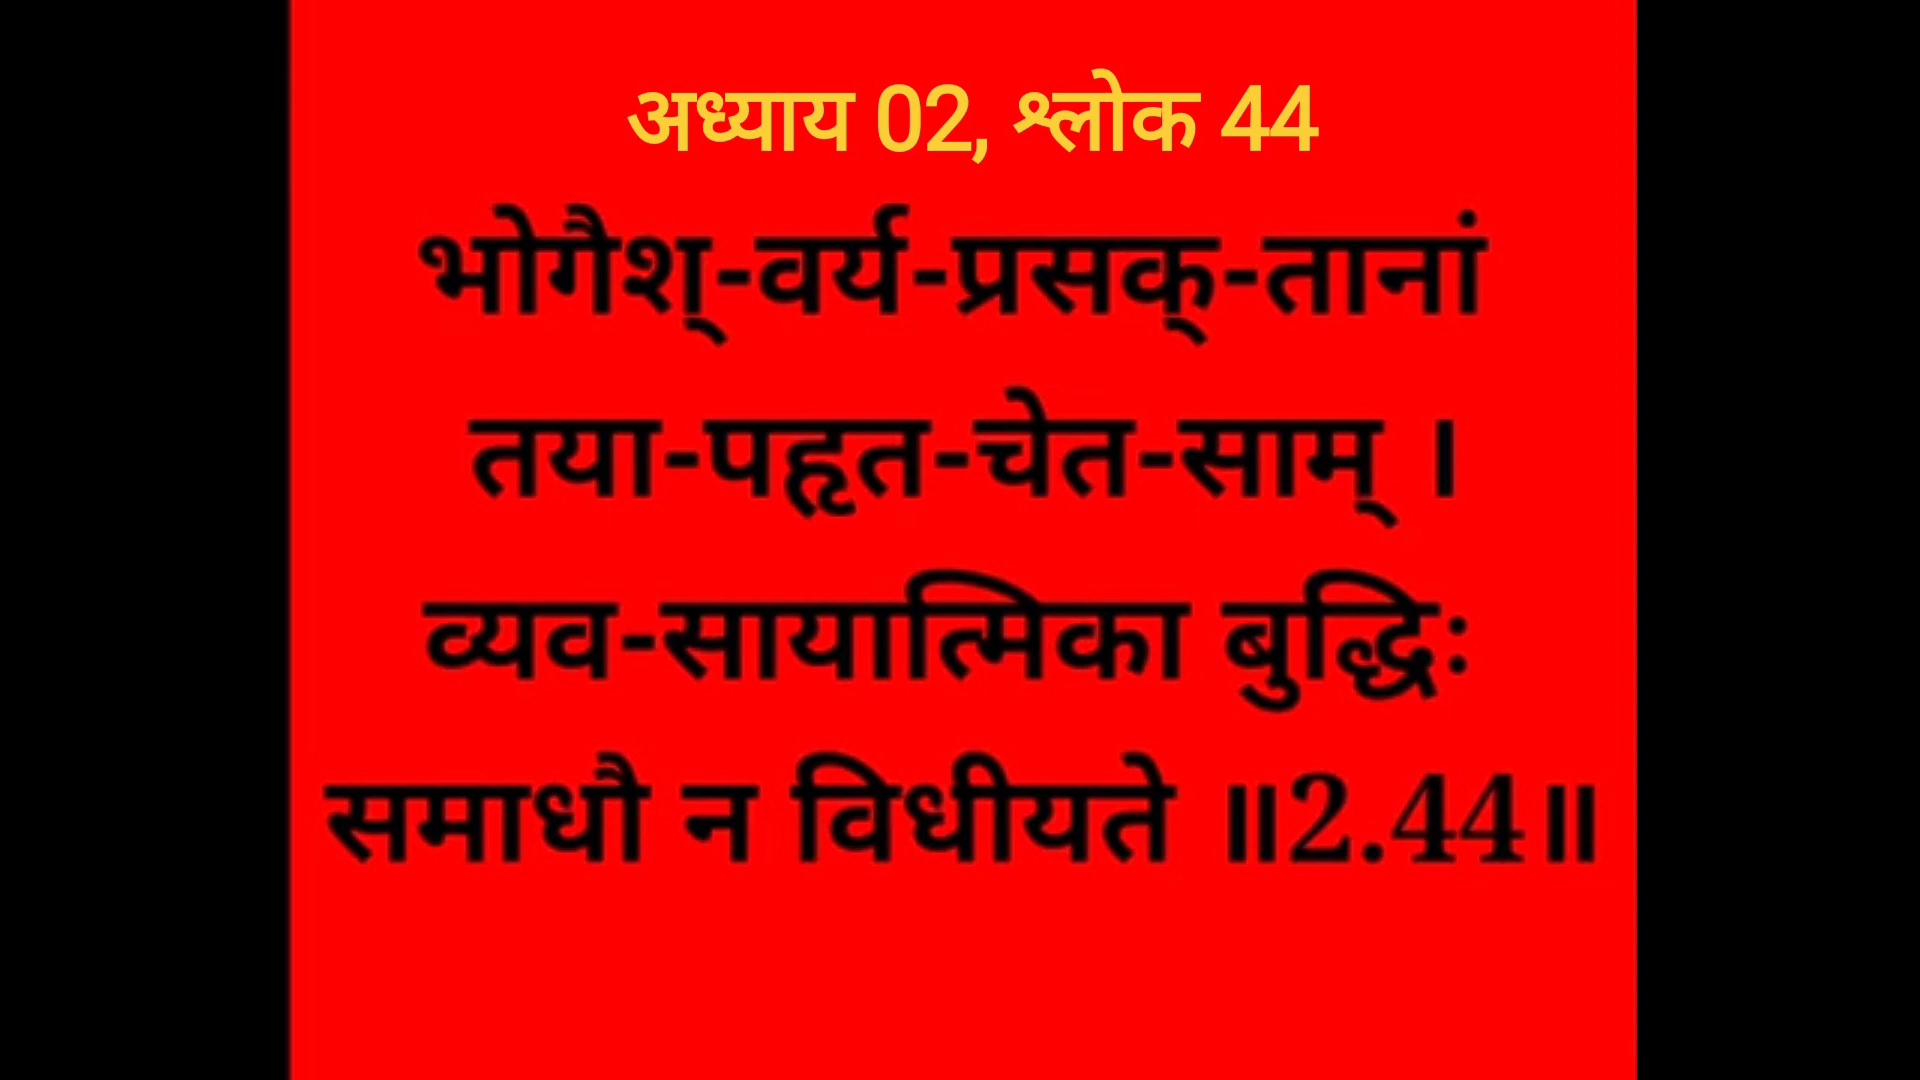 अध्याय 02, श्लोक 44
भोगैश्-वर्य-प्रसक्-तानां
तया-पहृत-चेत-साम् ।
व्यव-सायात्मिका बुद्धिः
समाधौ न विधीयते ॥2.44॥